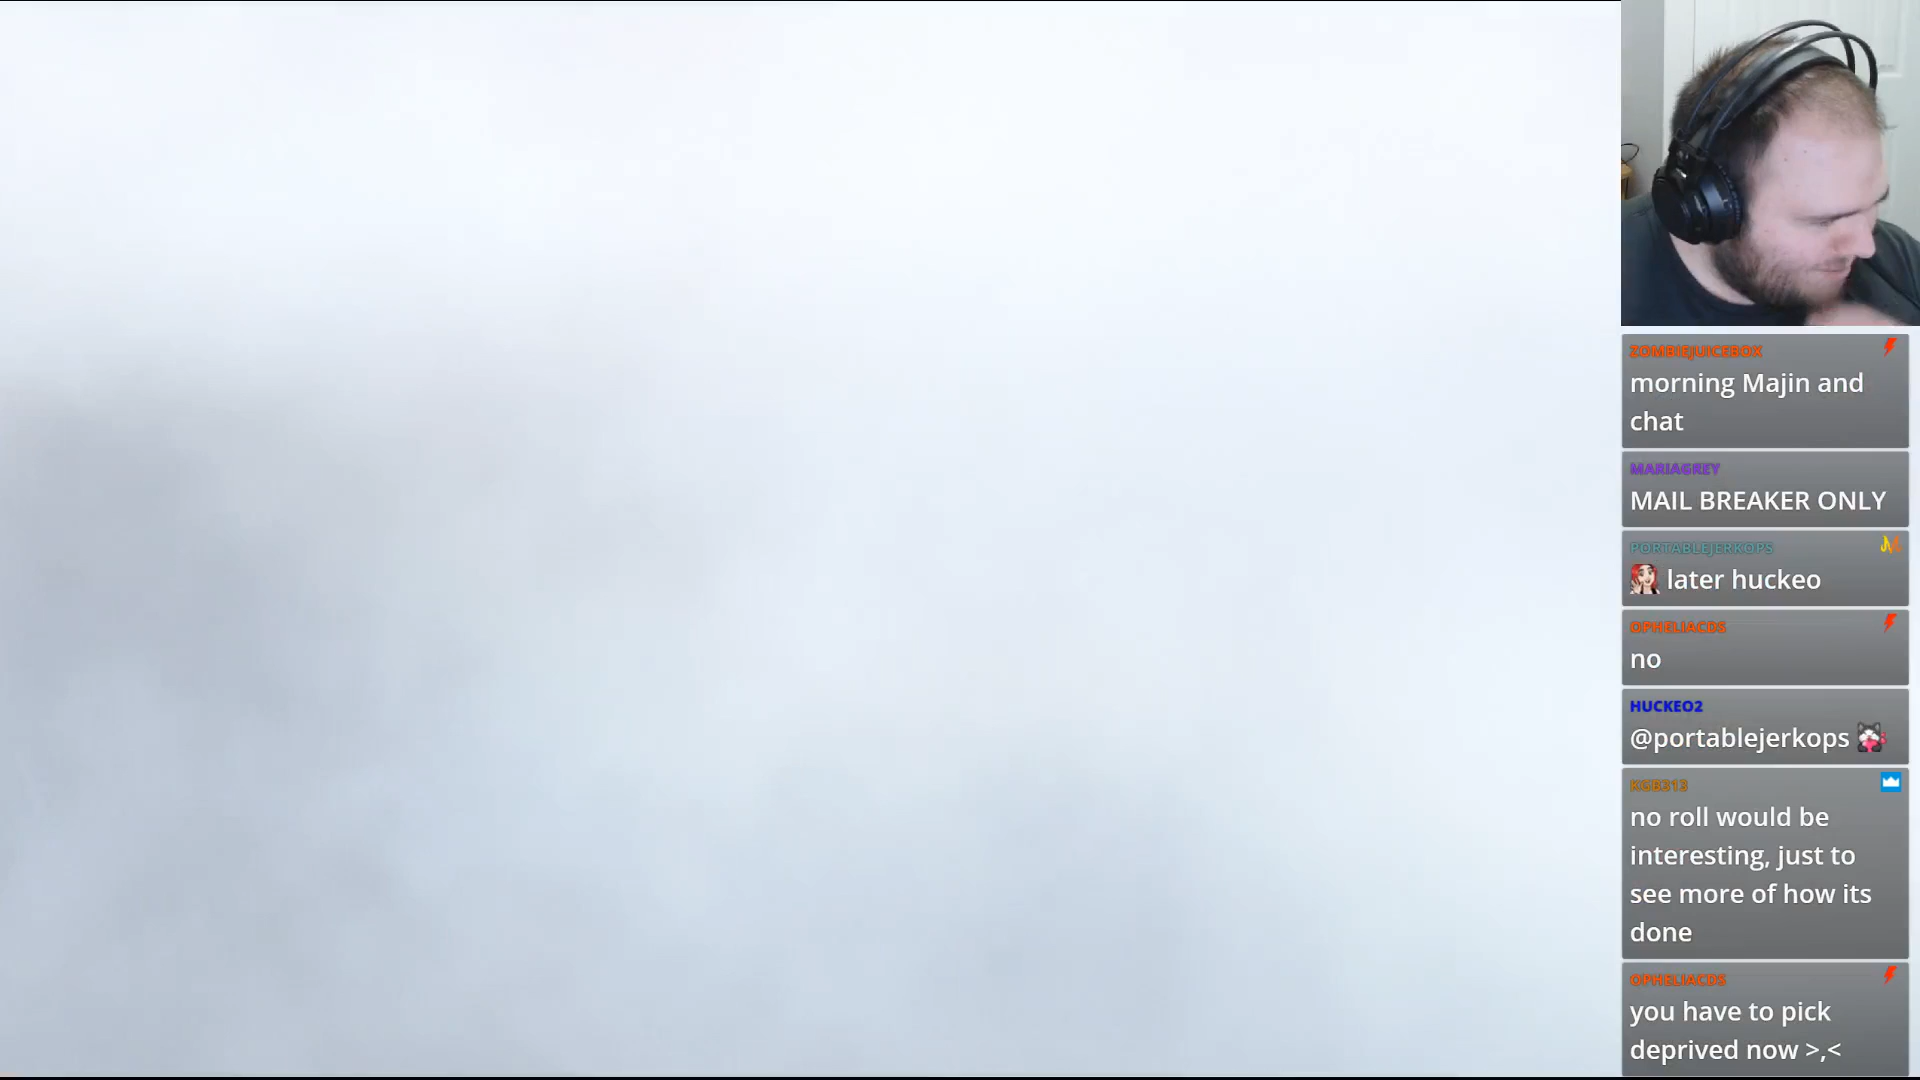 ZOMBIEJUICEBOX
morning Majin and
chat
MARIAGREY
MAIL BREAKER ONLY
PORTABLEJERKOPS
later huckeo
OPHELIACDS
no
HUCKEO2
@portablejerkops
KGB313
no roll would be
interesting, just to
see more of how its
done
OPHELIACDS
you have to pick
deprived now >,<